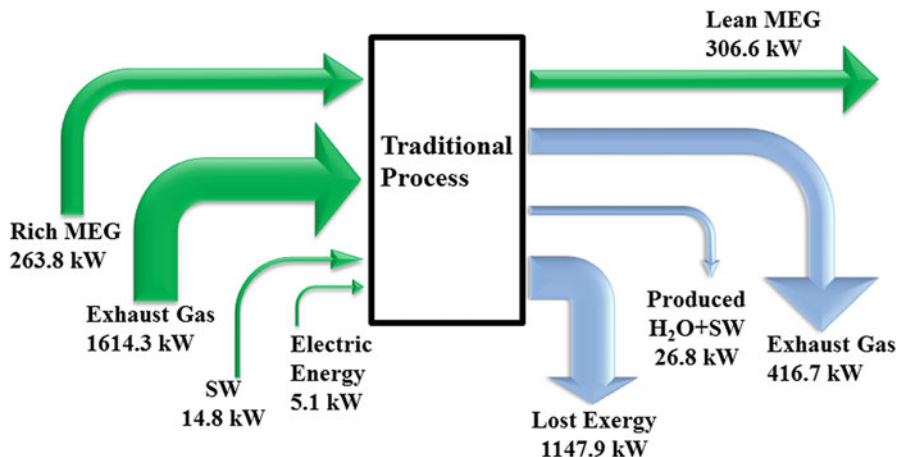 Lean MEG
306.6 kW
Traditional
Process
Rich MEG
263.8 kW
Exhaust Gas
1614.3 kW
SW
14.8 kW
Electric
Energy
5.1 kW
Produced
H₂O+SW
26.8 kW
Exhaust Gas
416.7 kW
Lost Exergy
1147.9 kW